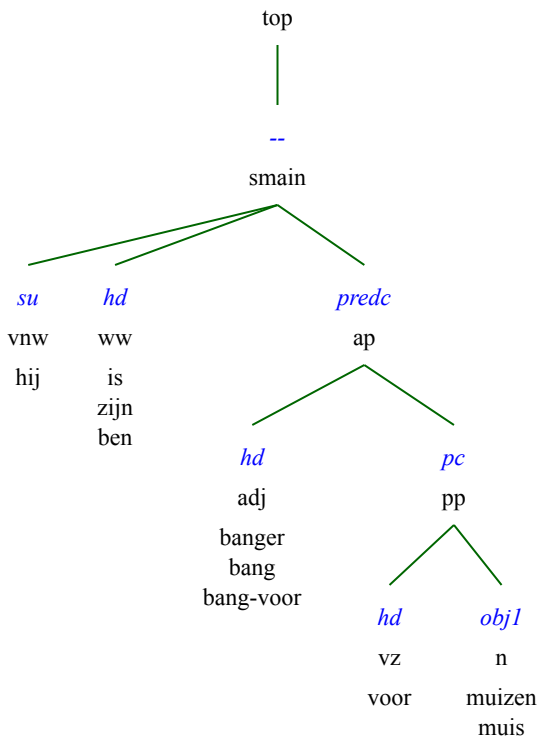 top
--
smain
su hd predc
vnw ww ap
hij is
zijn
ben
hd pc
adj pp
banger
bang
bang-voor
hd obj1
vz n
voor muizen
muis